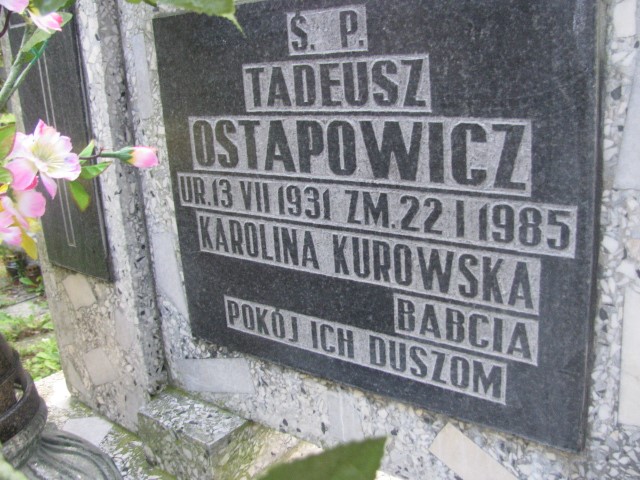 Ś. P.
TADEUSZ
OSTAPOWICZ
UR.13 VII 1931 ZM.22 I 1985
KAROLINA KUROWSKA
BABCIA
POKÓJ ICH DUSZOM